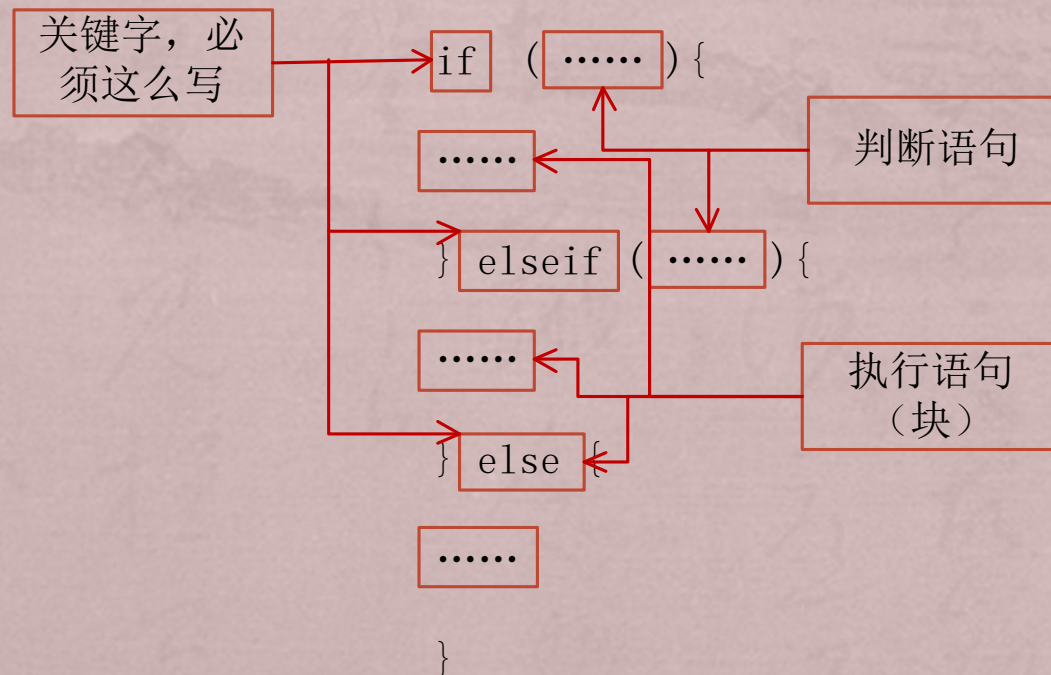 关键字，必
须这么写
if （……）{
判断语句
……
} elseif （……）{
……
执行语句
（块）
} else {
……
}